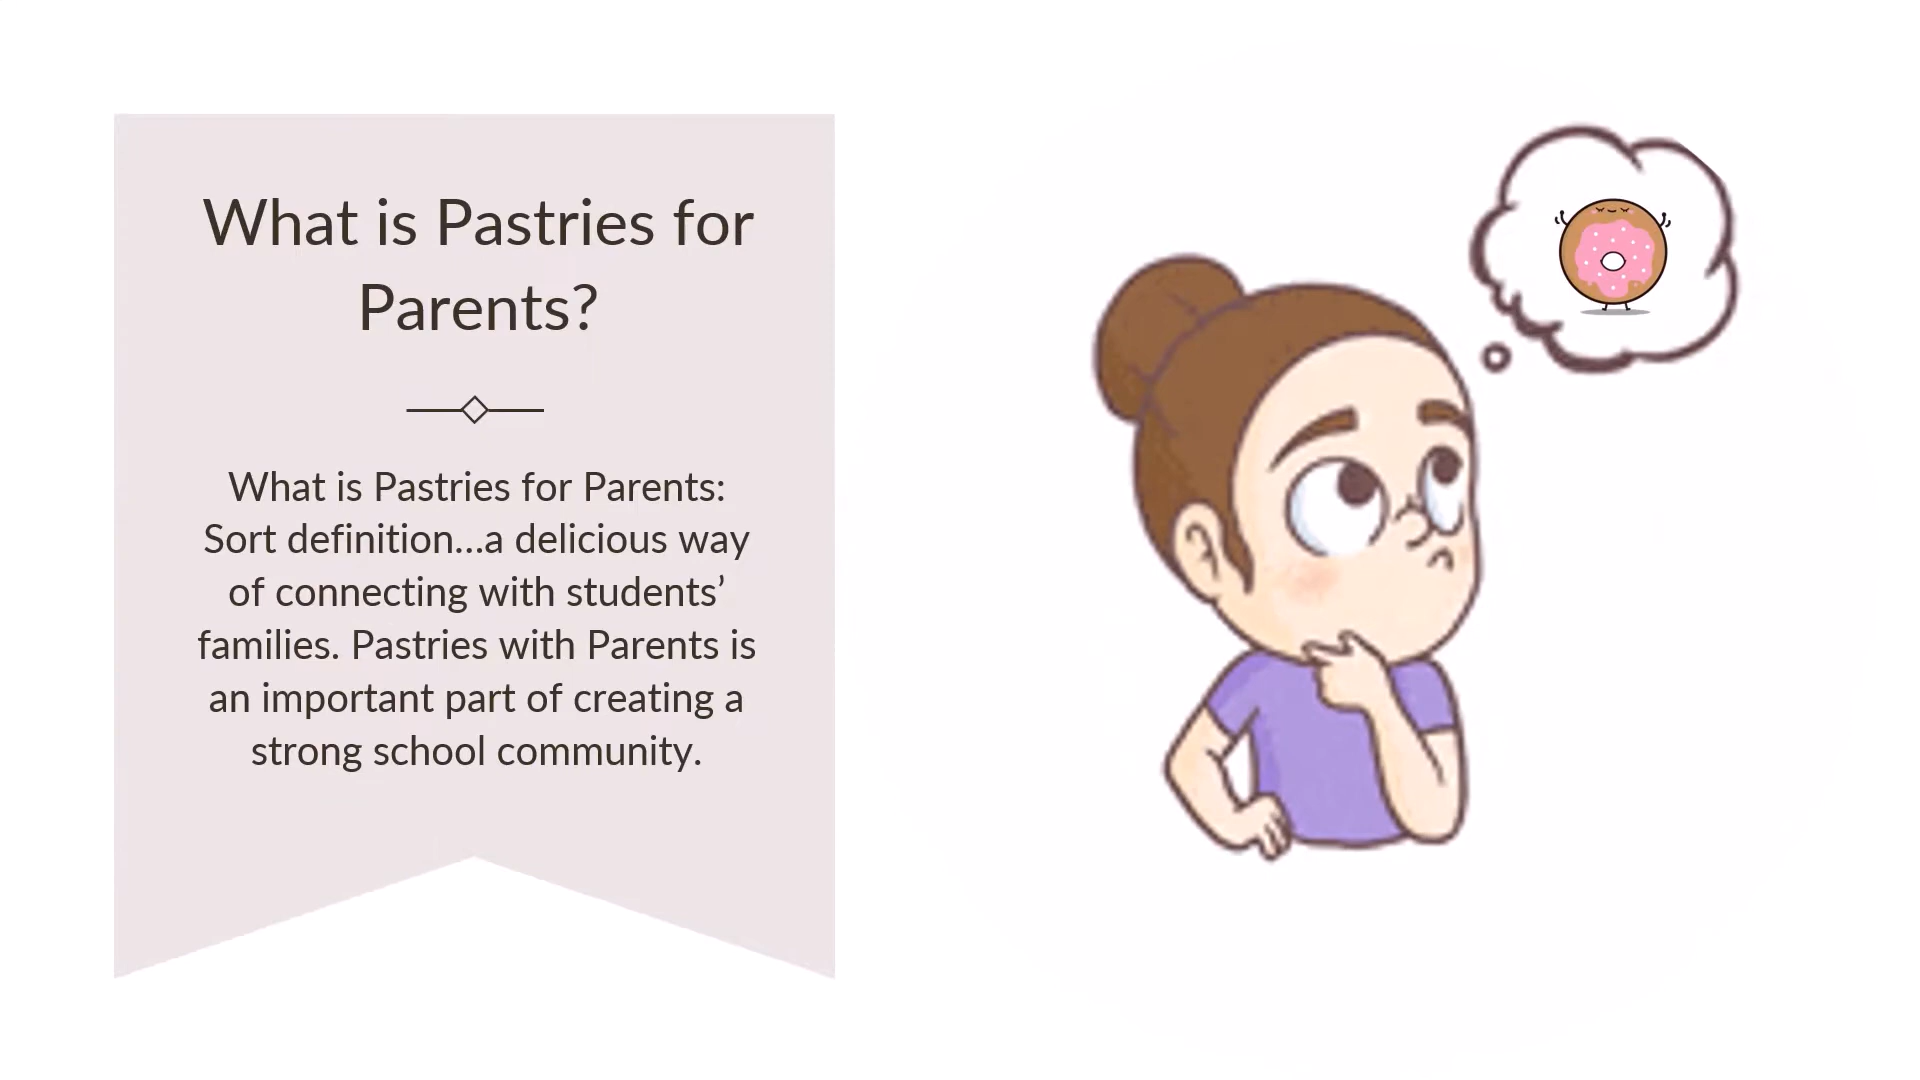 What is Pastries for
Parents?
What is Pastries for Parents:
Sort definition...a delicious way
of connecting with students’
families. Pastries with Parents is
an important part of creating a
strong school community.